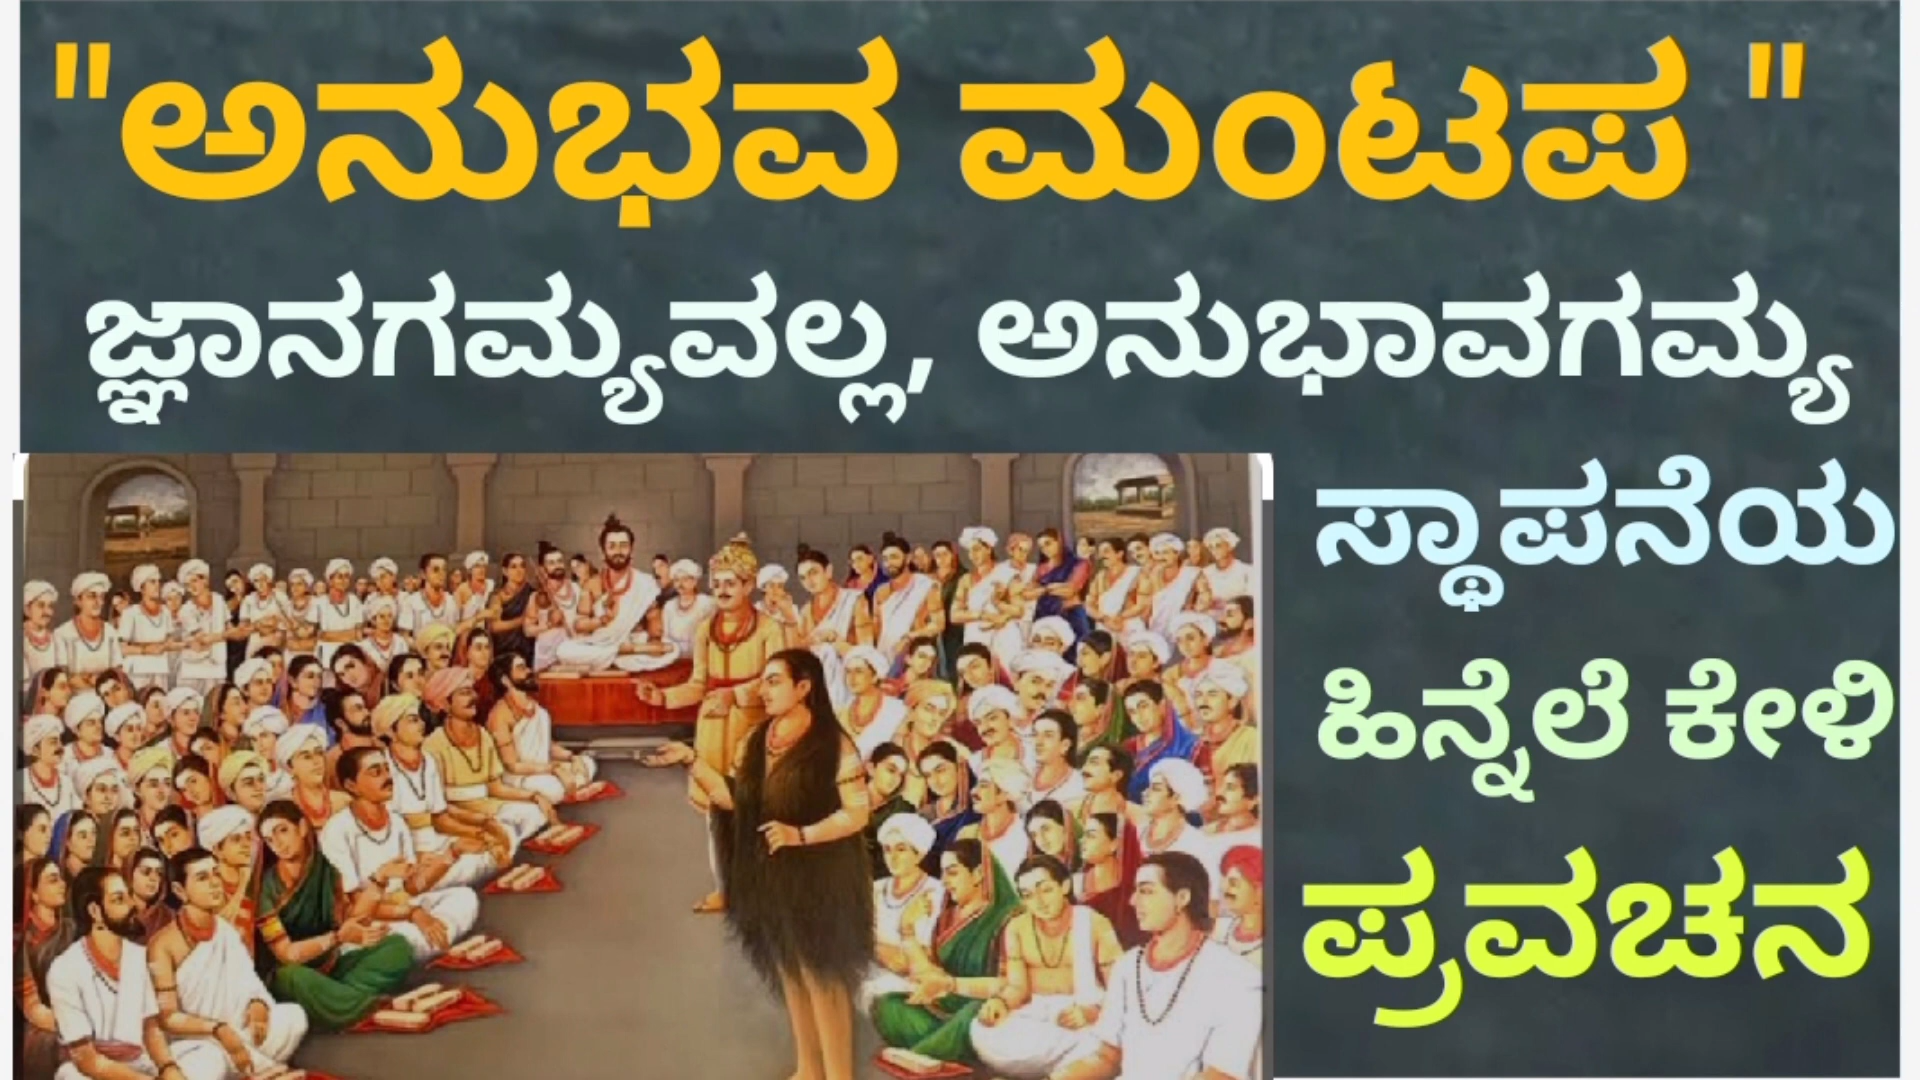 "ಅನುಭವ ಮಂಟಪ "
ಜ್ಞಾನಗಮ್ಯವಲ್ಲ, ಅನುಭಾವಗಮ್ಯ
ಸ್ಥಾಪನೆಯ
ಹಿನ್ನೆಲೆ ಕೇಳಿ
ಪ್ರವಚನ